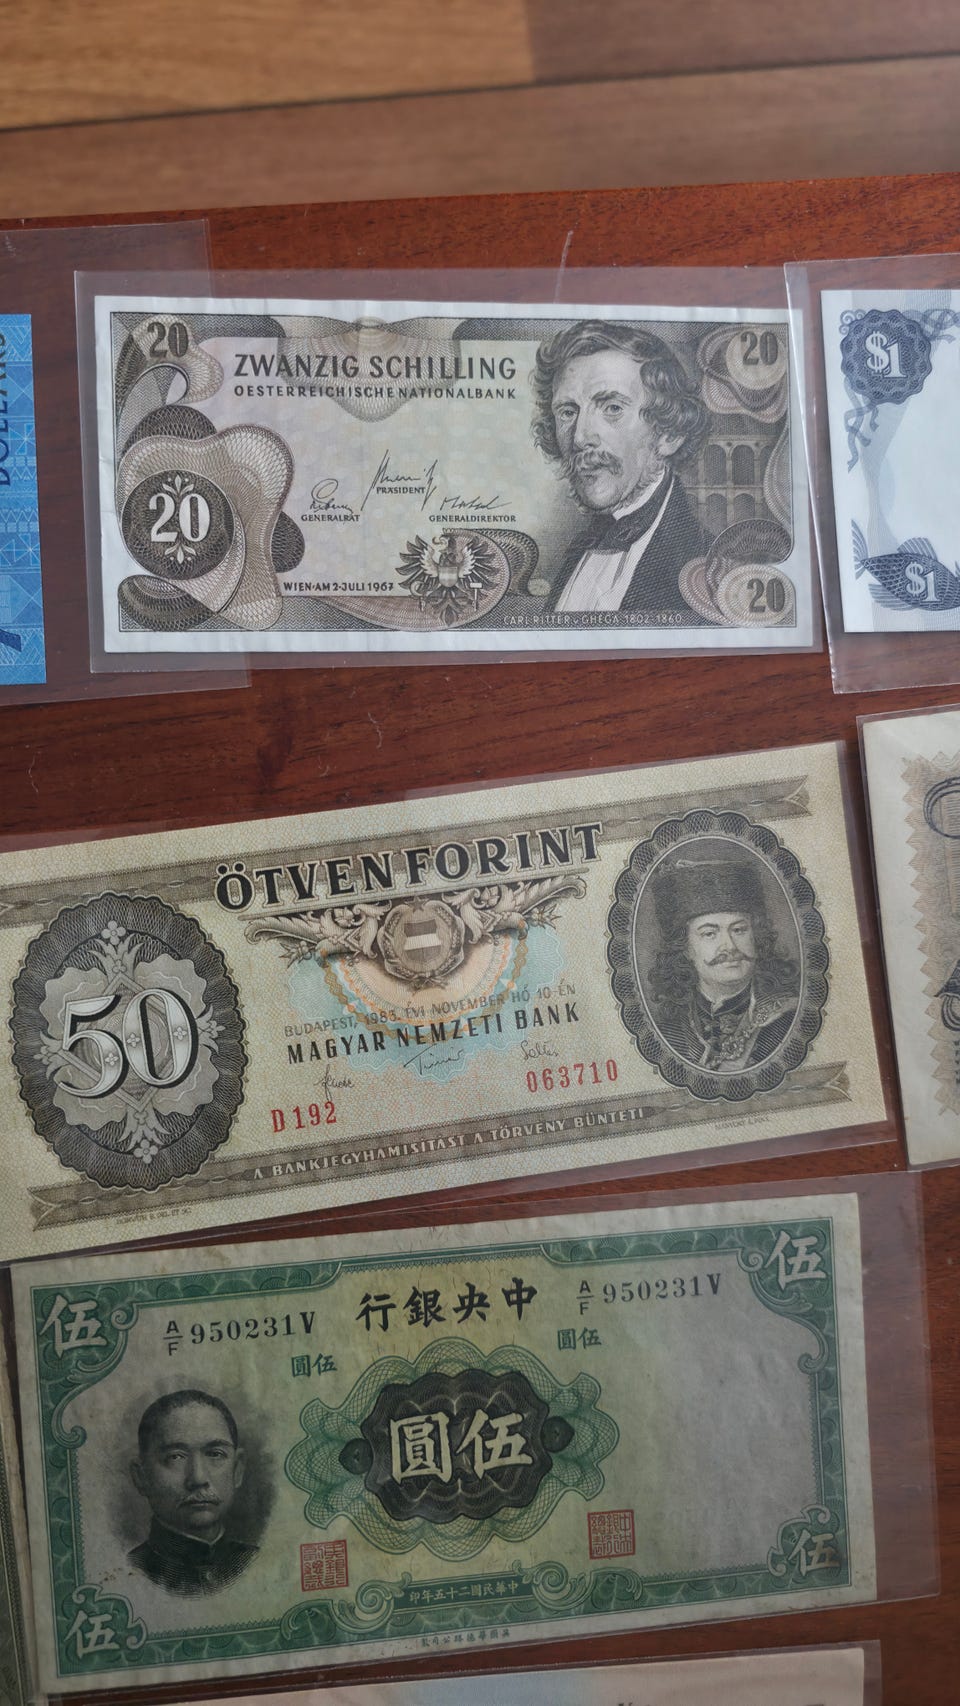 DOLLARS
20
20
ZWANZIG SCHILLING
OESTERREICHISCHE NATIONALBANK
PRÄSIDENT
GENERALRAT
GENERALDIREKTOR
20
WIEN·AM 2·JULI 1967
20
CARL RITTER v. GHEGA 1802-1860
$1
$1
ÖTVEN FORINT
50
BUDAPEST, 1983. ÉVI NOVEMBER HÓ 10-ÉN
MAGYAR NEMZETI BANK
D 192
063710
A BANKJEGYHAMISÍTÁST A TÖRVÉNY BÜNTETI
伍
伍
行銀央中
A/F 950231V
A/F 950231V
圓伍
圓伍
圓伍
伍
伍
印年五十二國民華中